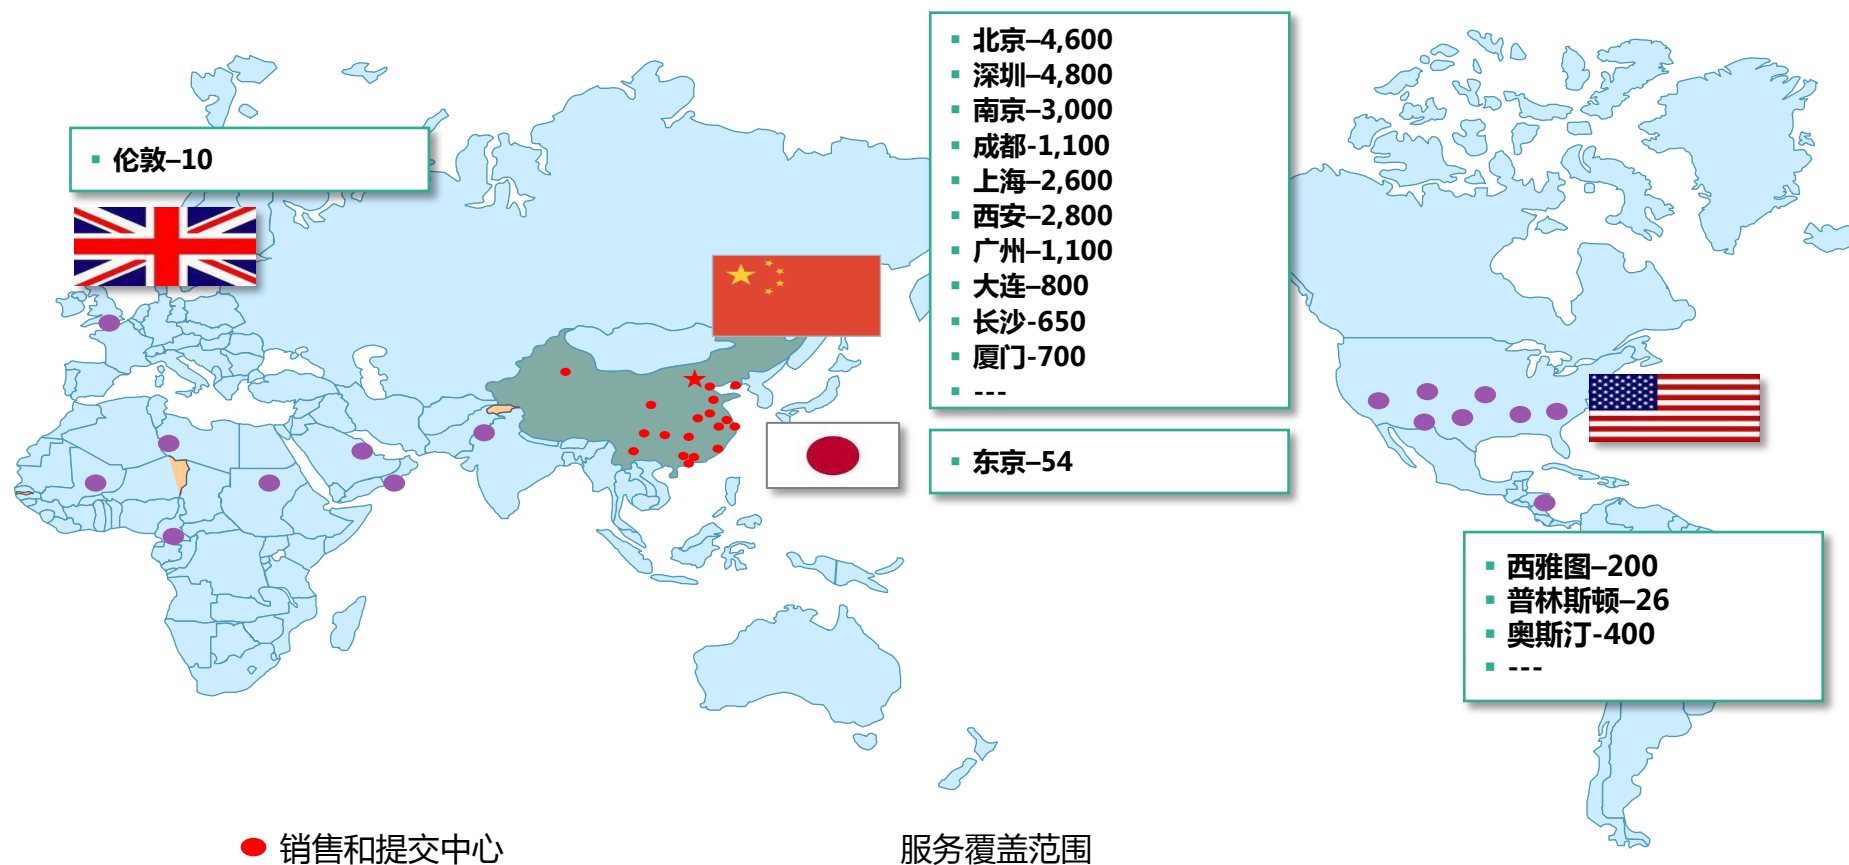 伦敦–10
北京–4,600
深圳–4,800
南京–3,000
成都-1,100
上海–2,600
西安–2,800
广州–1,100
大连–800
长沙-650
厦门-700
---
东京–54
西雅图–200
普林斯顿–26
奥斯汀-400
---
销售和提交中心
服务覆盖范围